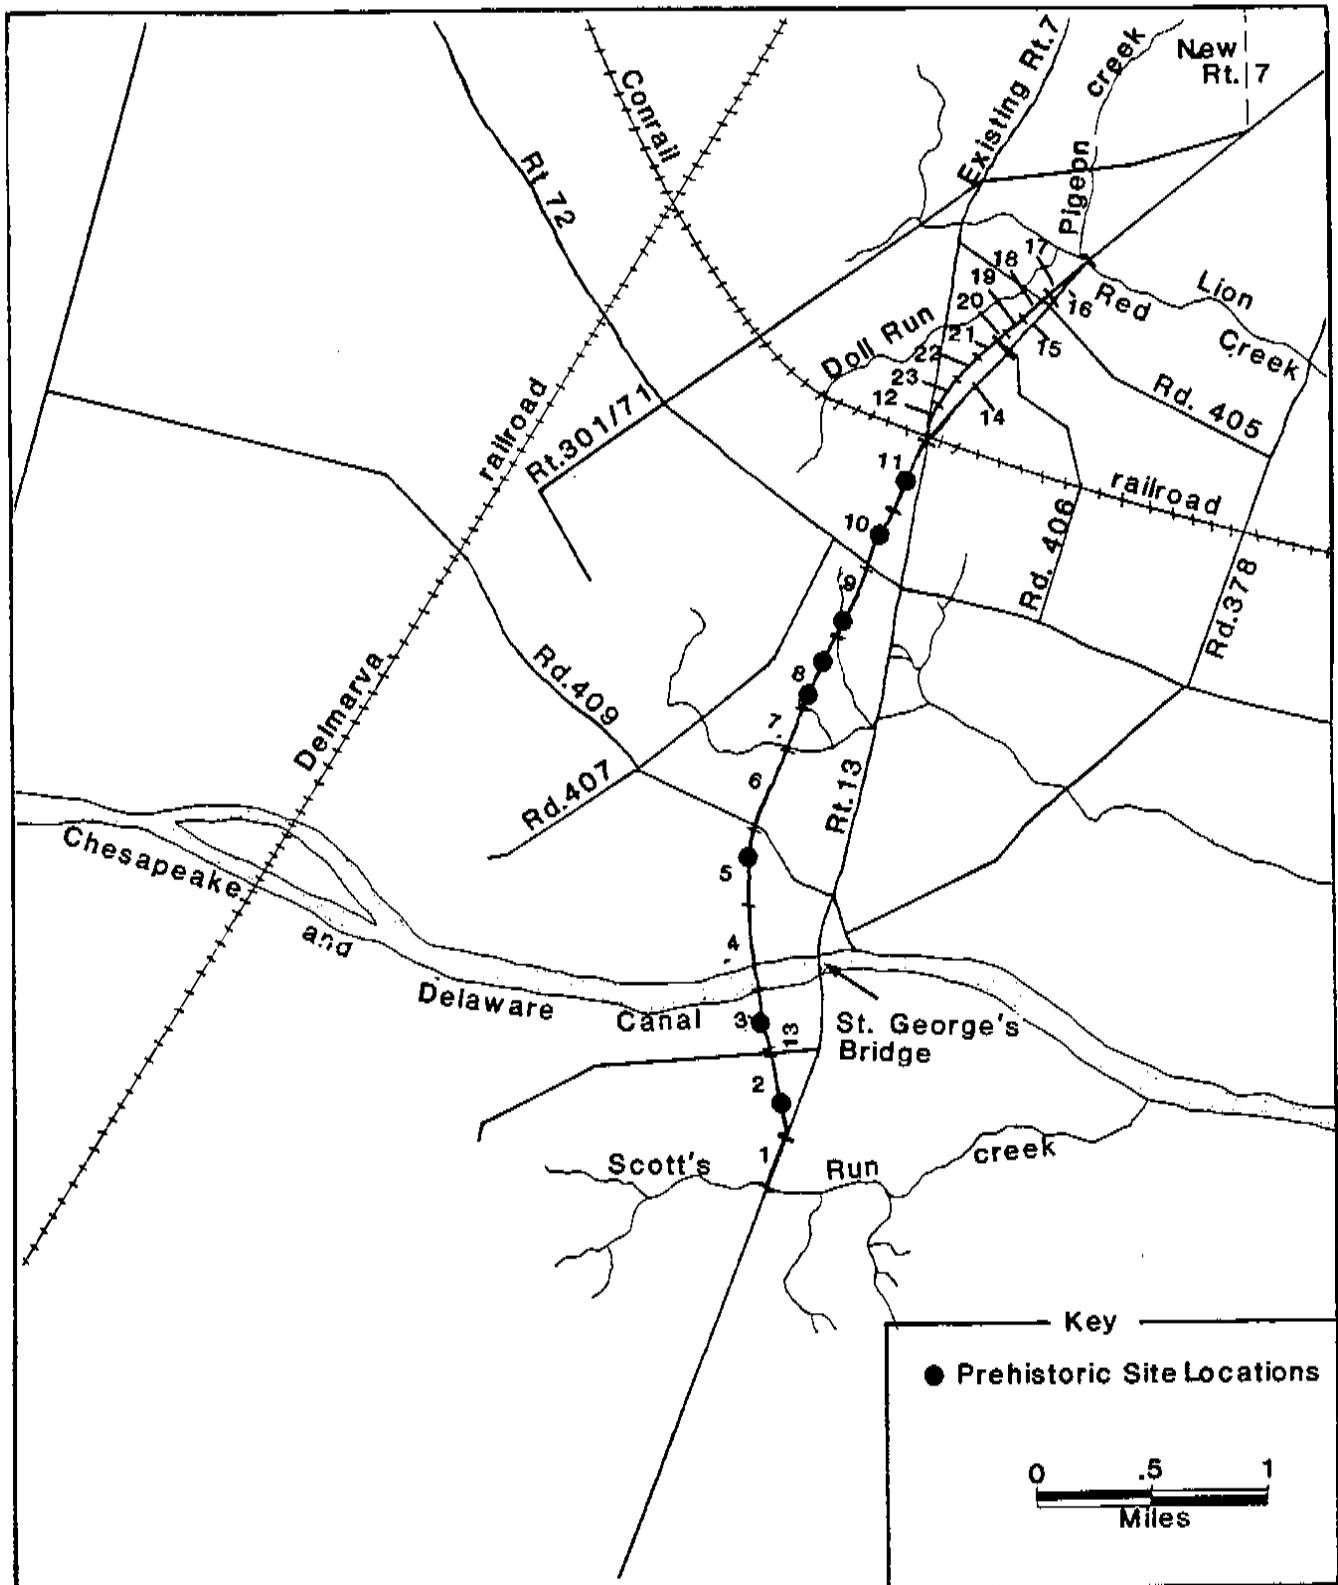 New
Rt. 7
creek
Existing Rt.7
Pigeon
Conrail
Rt 72
17
18
19
20
21
22
23
12
16
15
14
Red
Lion
Creek
Doll Run
Rd. 405
railroad
Rt.301/71
11
railroad
10
9
Rd. 406
Rd.378
8
7
6
5
4
3
13
2
1
Rd.409
Delmarva
Rd.407
Rt.13
Chesapeake
and
Delaware
Canal
St. George's
Bridge
Scott's
Run
creek
Key
Prehistoric Site Locations
0 .5 1
Miles